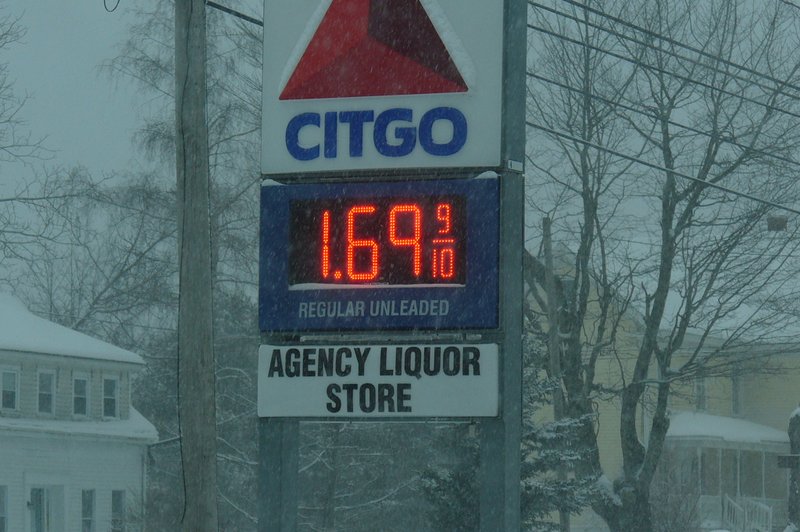 CITGO
1.69 9/10
REGULAR UNLEADED
AGENCY LIQUOR
STORE